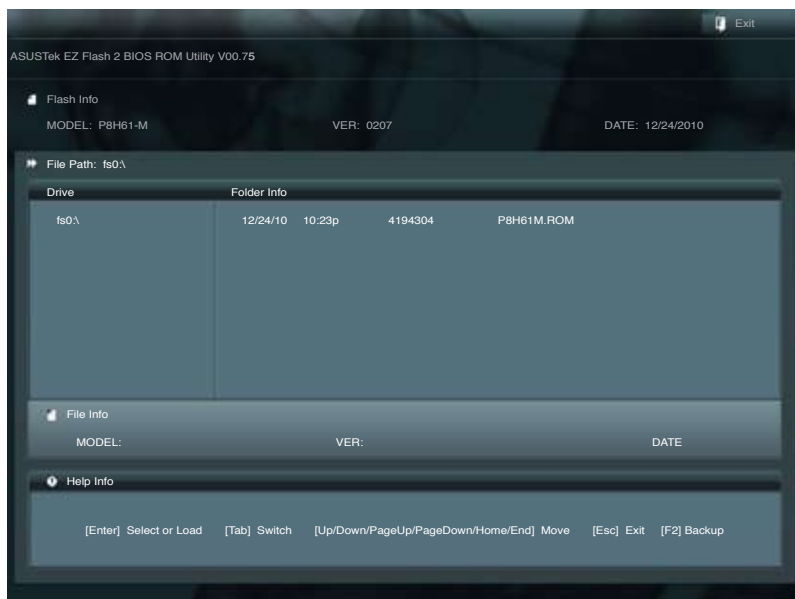 Exit
ASUSTek EZ Flash 2 BIOS ROM Utility V00.75
Flash Info
MODEL: P8H61-M VER: 0207 DATE: 12/24/2010
File Path: fs0:\
Drive Folder Info
fs0:\ 12/24/10 10:23p 4194304 P8H61M.ROM
File Info
MODEL: VER: DATE
Help Info
[Enter] Select or Load [Tab] Switch [Up/Down/PageUp/PageDown/Home/End] Move [Esc] Exit [F2] Backup